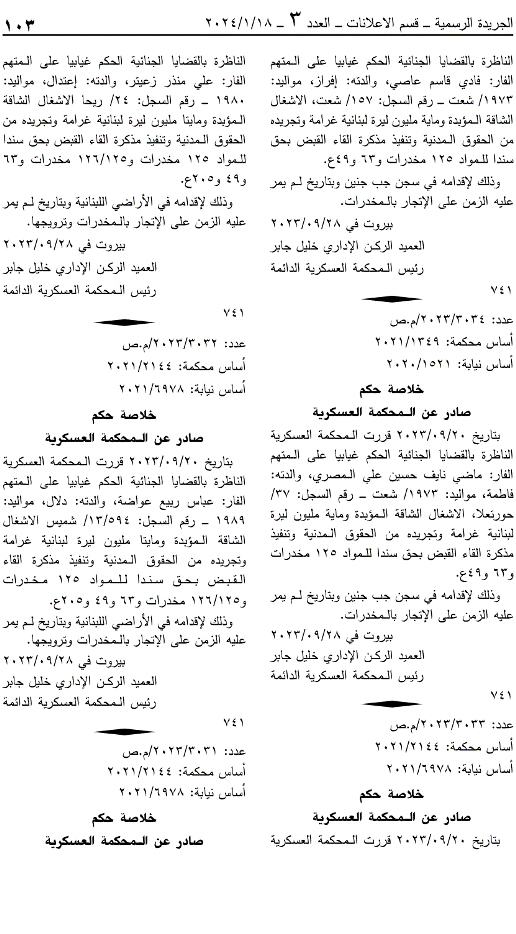 الجريدة الرسمية ــ قسم الاعلانات ــ العدد ٣ ــ ٢٠٢٤/١/١٨
١٠٣
الناظرة بالقضايا الجنائية الحكم غيابيا على المتهم
الفار: فادي قاسم عاصي، والدته: إفراز، مواليد:
١٩٧٣/ شعت ــ رقم السجل: ١٥٧/ شعت، الاشغال
الشاقة المؤبدة وماية مليون ليرة لبنانية غرامة وتجريده
من الحقوق المدنية وتنفيذ مذكرة القاء القبض بحق
سندا للمواد ١٢٥ مخدرات و٦٣ و٤٩ع.
وذلك لإقدامه في سجن جب جنين وبتاريخ لم يمر
عليه الزمن على الإتجار بالمخدرات.
بيروت في ٢٠٢٣/٠٩/٢٨
العميد الركن الإداري خليل جابر
رئيس المحكمة العسكرية الدائمة
٧٤١
عدد: ٢٠٢٣/٣٠٣٤/م.ص
أساس محكمة: ٢٠٢١/١٣٤٩
أساس نيابة: ٢٠٢٠/١٥٢١
خلاصة حكم
صادر عن المحكمة العسكرية
بتاريخ ٢٠٢٣/٠٩/٢٠ قررت المحكمة العسكرية
الناظرة بالقضايا الجنائية الحكم غيابيا على المتهم
الفار: ماضي نايف حسين علي المصري، والدته:
فاطمة، مواليد: ١٩٧٣/ شعت ــ رقم السجل: ٣٧/
حورتعلا، الاشغال الشاقة المؤبدة وماية مليون ليرة
لبنانية غرامة وتجريده من الحقوق المدنية وتنفيذ
مذكرة القاء القبض بحق سندا للمواد ١٢٥ مخدرات
و٦٣ و٤٩ع.
وذلك لإقدامه في سجن جب جنين وبتاريخ لم يمر
عليه الزمن على الإتجار بالمخدرات.
بيروت في ٢٠٢٣/٠٩/٢٨
العميد الركن الإداري خليل جابر
رئيس المحكمة العسكرية الدائمة
٧٤١
عدد: ٢٠٢٣/٣٠٣٣/م.ص
أساس محكمة: ٢٠٢١/٢١٤٤
أساس نيابة: ٢٠٢١/٦٩٧٨
خلاصة حكم
صادر عن المحكمة العسكرية
بتاريخ ٢٠٢٣/٠٩/٢٠ قررت المحكمة العسكرية
الناظرة بالقضايا الجنائية الحكم غيابيا على المتهم
الفار: علي منذر زعيتر، والدته: إعتدال، مواليد:
١٩٨٠ ــ رقم السجل: ٢٤/ ريحا الاشغال الشاقة
المؤبدة ومايتا مليون ليرة لبنانية غرامة وتجريده من
الحقوق المدنية وتنفيذ مذكرة القاء القبض بحق سندا
للمواد ١٢٥ مخدرات و١٢٦/١٢٥ مخدرات و٦٣
و٤٩ و٢٠٥ع.
وذلك لإقدامه في الأراضي اللبنانية وبتاريخ لم يمر
عليه الزمن على الإتجار بالمخدرات وترويجها.
بيروت في ٢٠٢٣/٠٩/٢٨
العميد الركن الإداري خليل جابر
رئيس المحكمة العسكرية الدائمة
٧٤١
عدد: ٢٠٢٣/٣٠٣٢/م.ص
أساس محكمة: ٢٠٢١/٢١٤٤
أساس نيابة: ٢٠٢١/٦٩٧٨
خلاصة حكم
صادر عن المحكمة العسكرية
بتاريخ ٢٠٢٣/٠٩/٢٠ قررت المحكمة العسكرية
الناظرة بالقضايا الجنائية الحكم غيابيا على المتهم
الفار: عباس ربيع عواضة، والدته: دلال، مواليد:
١٩٨٩ ــ رقم السجل: ١٣/٥٩٤/ شميس الاشغال
الشاقة المؤبدة ومايتا مليون ليرة لبنانية غرامة
وتجريده من الحقوق المدنية وتنفيذ مذكرة القاء
القبض بحق سندا للمواد ١٢٥ مخدرات
و١٢٦/١٢٥ مخدرات و٦٣ و٤٩ و٢٠٥ع.
وذلك لإقدامه في الأراضي اللبنانية وبتاريخ لم يمر
عليه الزمن على الإتجار بالمخدرات وترويجها.
بيروت في ٢٠٢٣/٠٩/٢٨
العميد الركن الإداري خليل جابر
رئيس المحكمة العسكرية الدائمة
٧٤١
عدد: ٢٠٢٣/٣٠٣١/م.ص
أساس محكمة: ٢٠٢١/٢١٤٤
أساس نيابة: ٢٠٢١/٦٩٧٨
خلاصة حكم
صادر عن المحكمة العسكرية